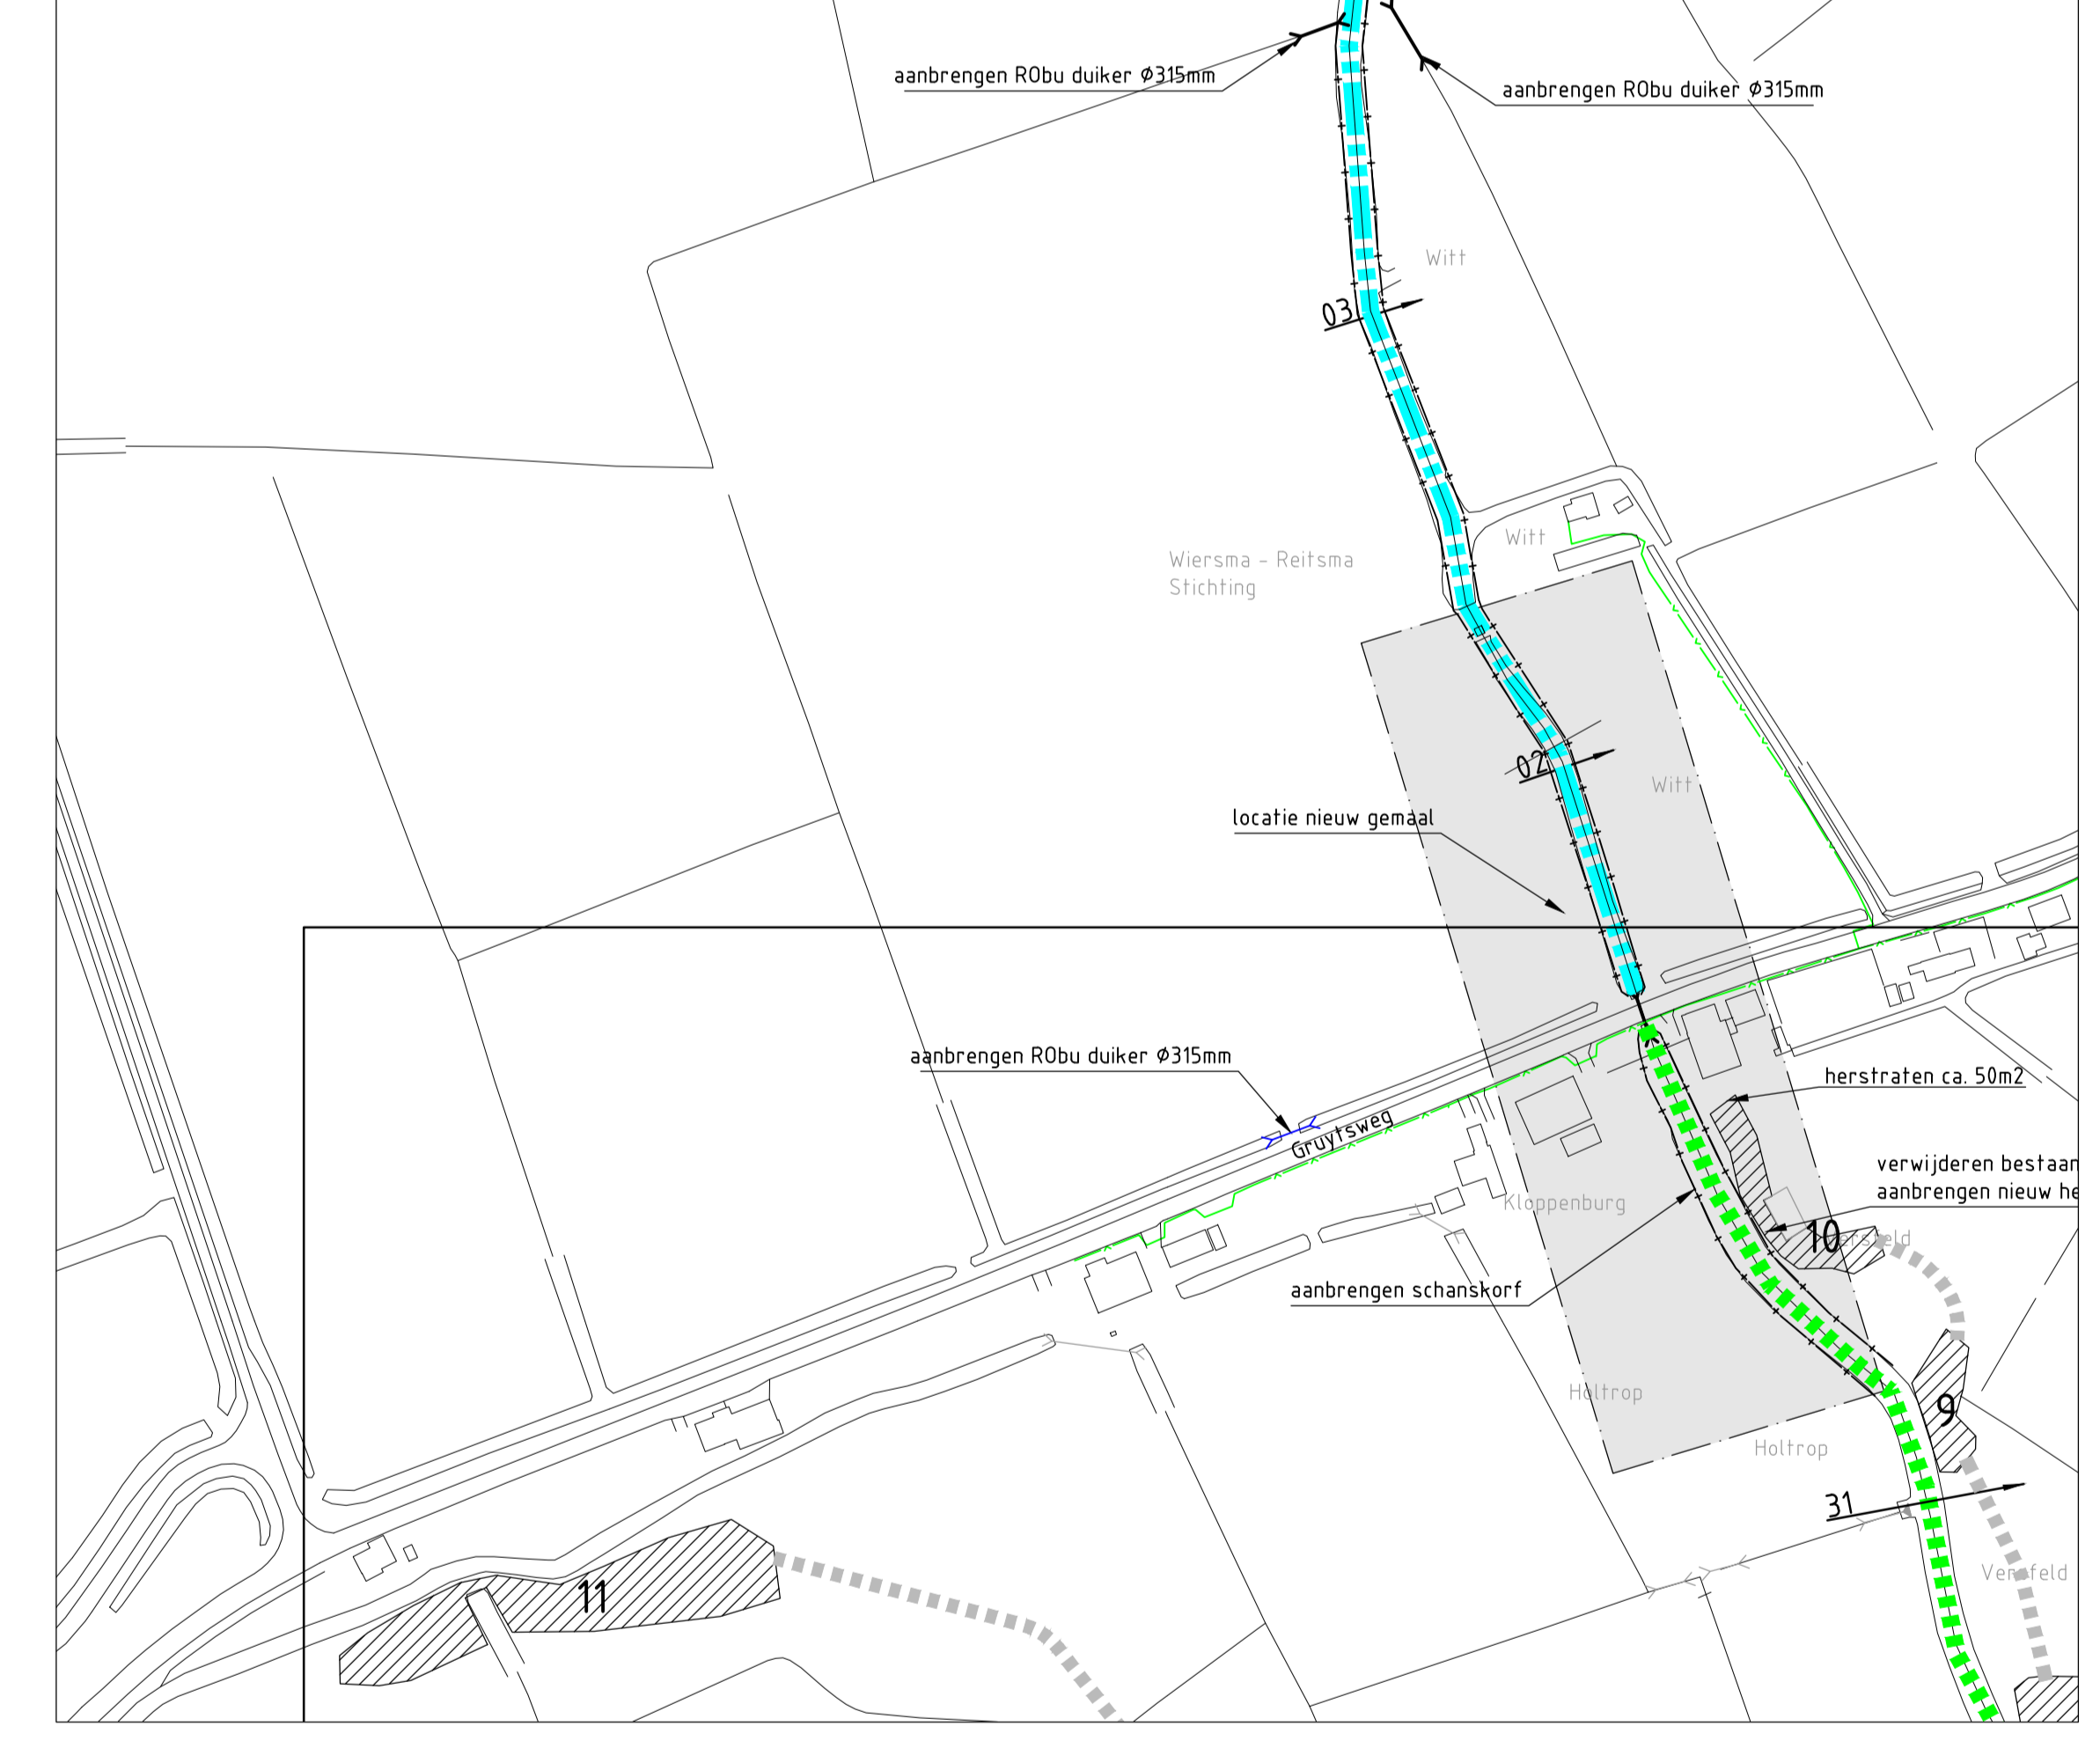 aanbrengen RObu duiker Ø315mm
aanbrengen RObu duiker Ø315mm
Witt
03
Witt
Wiersma - Reitsma
Stichting
02
Witt
locatie nieuw gemaal
aanbrengen RObu duiker Ø315mm
herstraten ca. 50m2
Gruytsweg
verwijderen bestaan
aanbrengen nieuw he
Kloppenburg
10
aanbrengen schanskorf
Holtrop
9
Holtrop
31
11